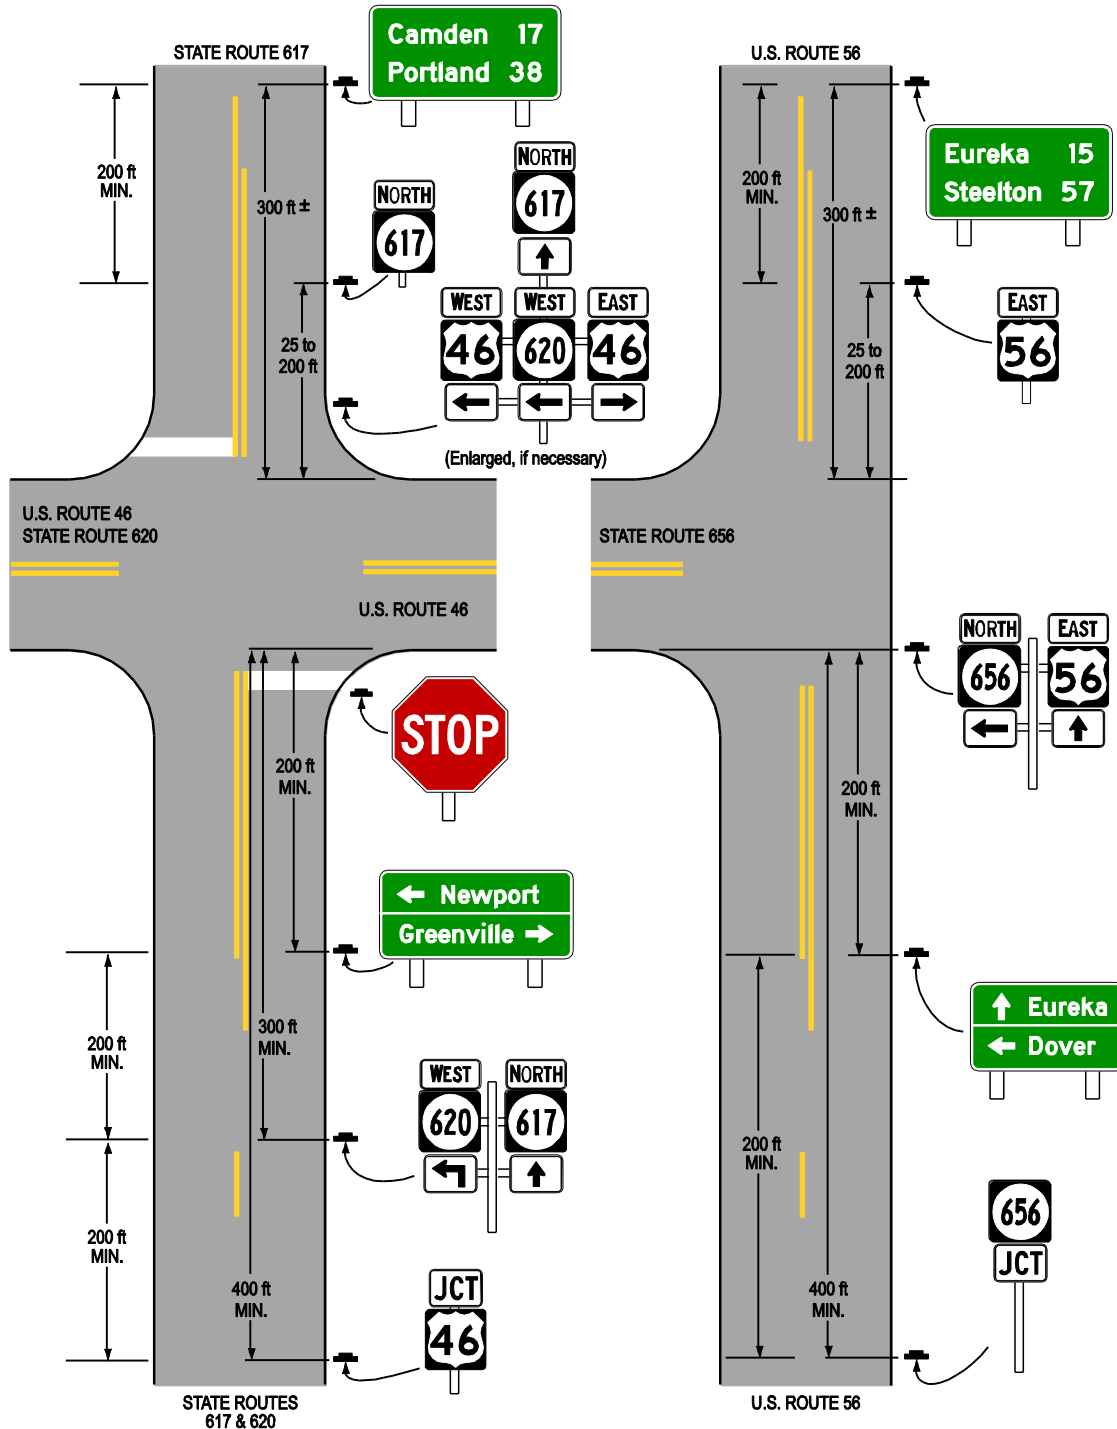 STATE ROUTE 617
Camden 17
Portland 38
200 ft
MIN.
300 ft ±
NORTH
617
NORTH
617
25 to
200 ft
WEST
46
WEST
620
EAST
46
(Enlarged, if necessary)
U.S. ROUTE 46
STATE ROUTE 620
U.S. ROUTE 46
STOP
200 ft
MIN.
Newport
Greenville
300 ft
MIN.
200 ft
MIN.
WEST
620
NORTH
617
200 ft
MIN.
400 ft
MIN.
JCT
46
STATE ROUTES
617 & 620
U.S. ROUTE 56
200 ft
MIN.
300 ft ±
Eureka 15
Steelton 57
25 to
200 ft
EAST
56
STATE ROUTE 656
NORTH
656
EAST
56
200 ft
MIN.
Eureka
Dover
200 ft
MIN.
656
JCT
400 ft
MIN.
U.S. ROUTE 56